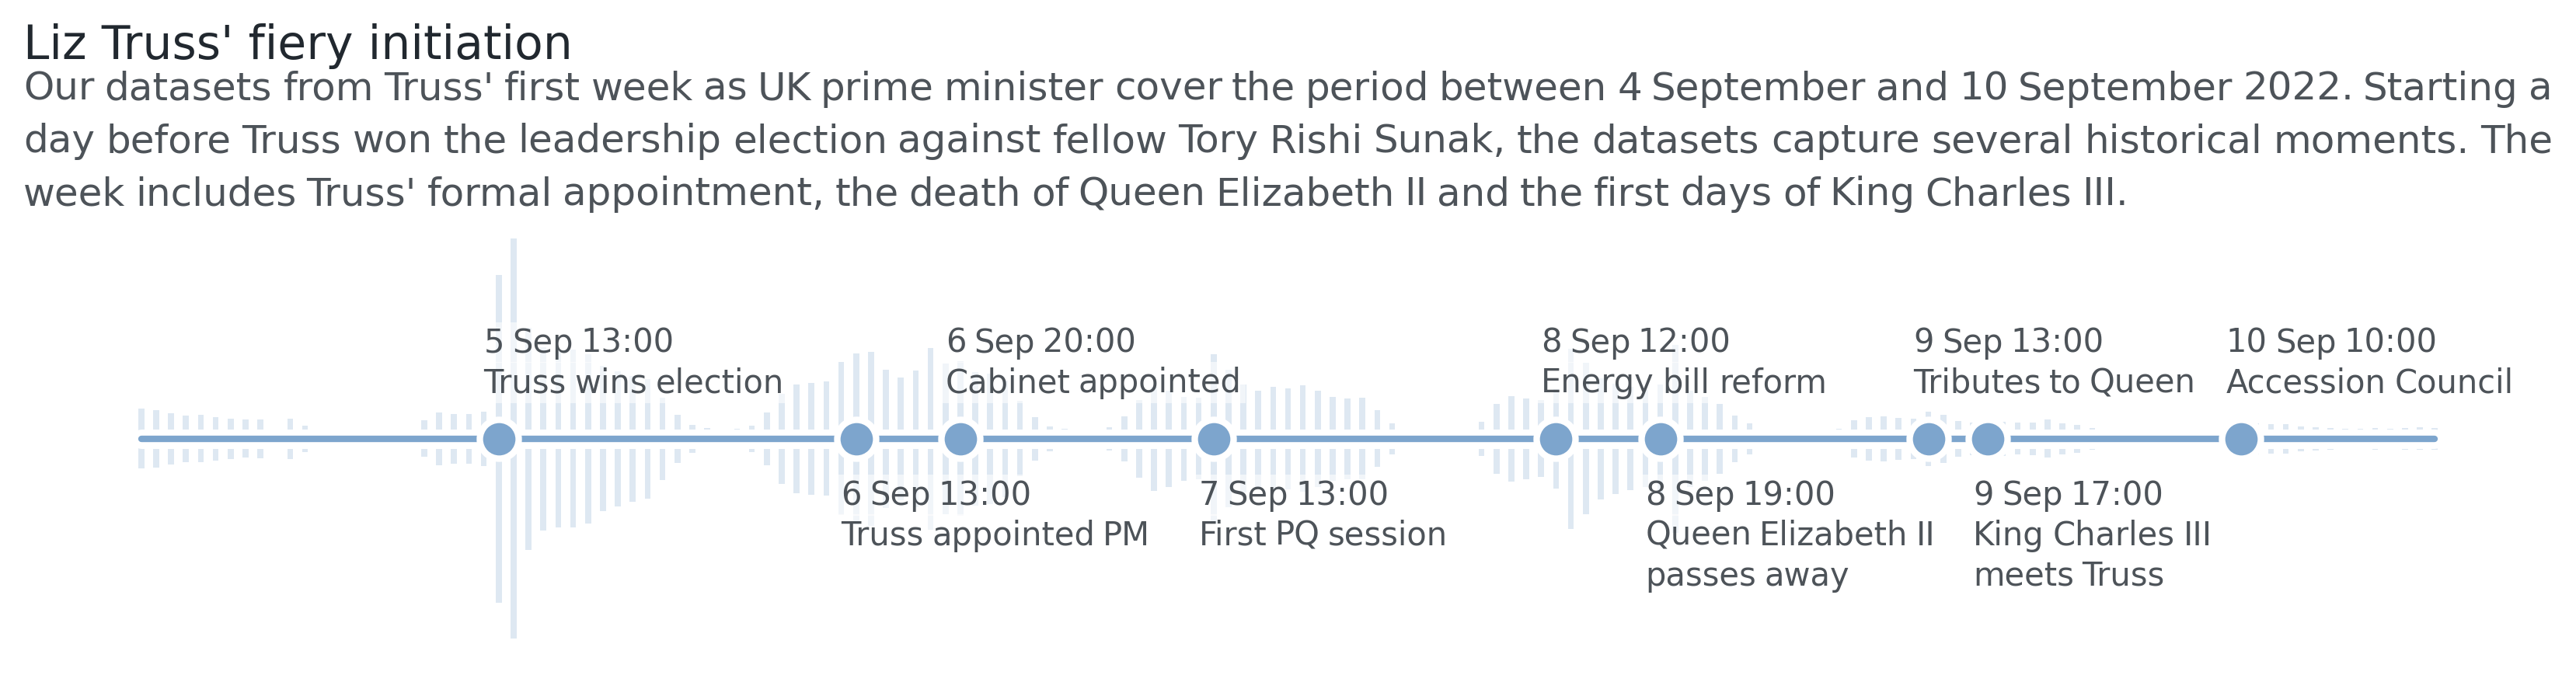 Liz Truss' fiery initiation
Our datasets from Truss' first week as UK prime minister cover the period between 4 September and 10 September 2022. Starting a
day before Truss won the leadership election against fellow Tory Rishi Sunak, the datasets capture several historical moments. The
week includes Truss' formal appointment, the death of Queen Elizabeth II and the first days of King Charles III.
5 Sep 13:00
Truss wins election
6 Sep 20:00
Cabinet appointed
8 Sep 12:00
Energy bill reform
9 Sep 13:00
Tributes to Queen
10 Sep 10:00
Accession Council
6 Sep 13:00
Truss appointed PM
7 Sep 13:00
First PQ session
8 Sep 19:00
Queen Elizabeth II
passes away
9 Sep 17:00
King Charles III
meets Truss